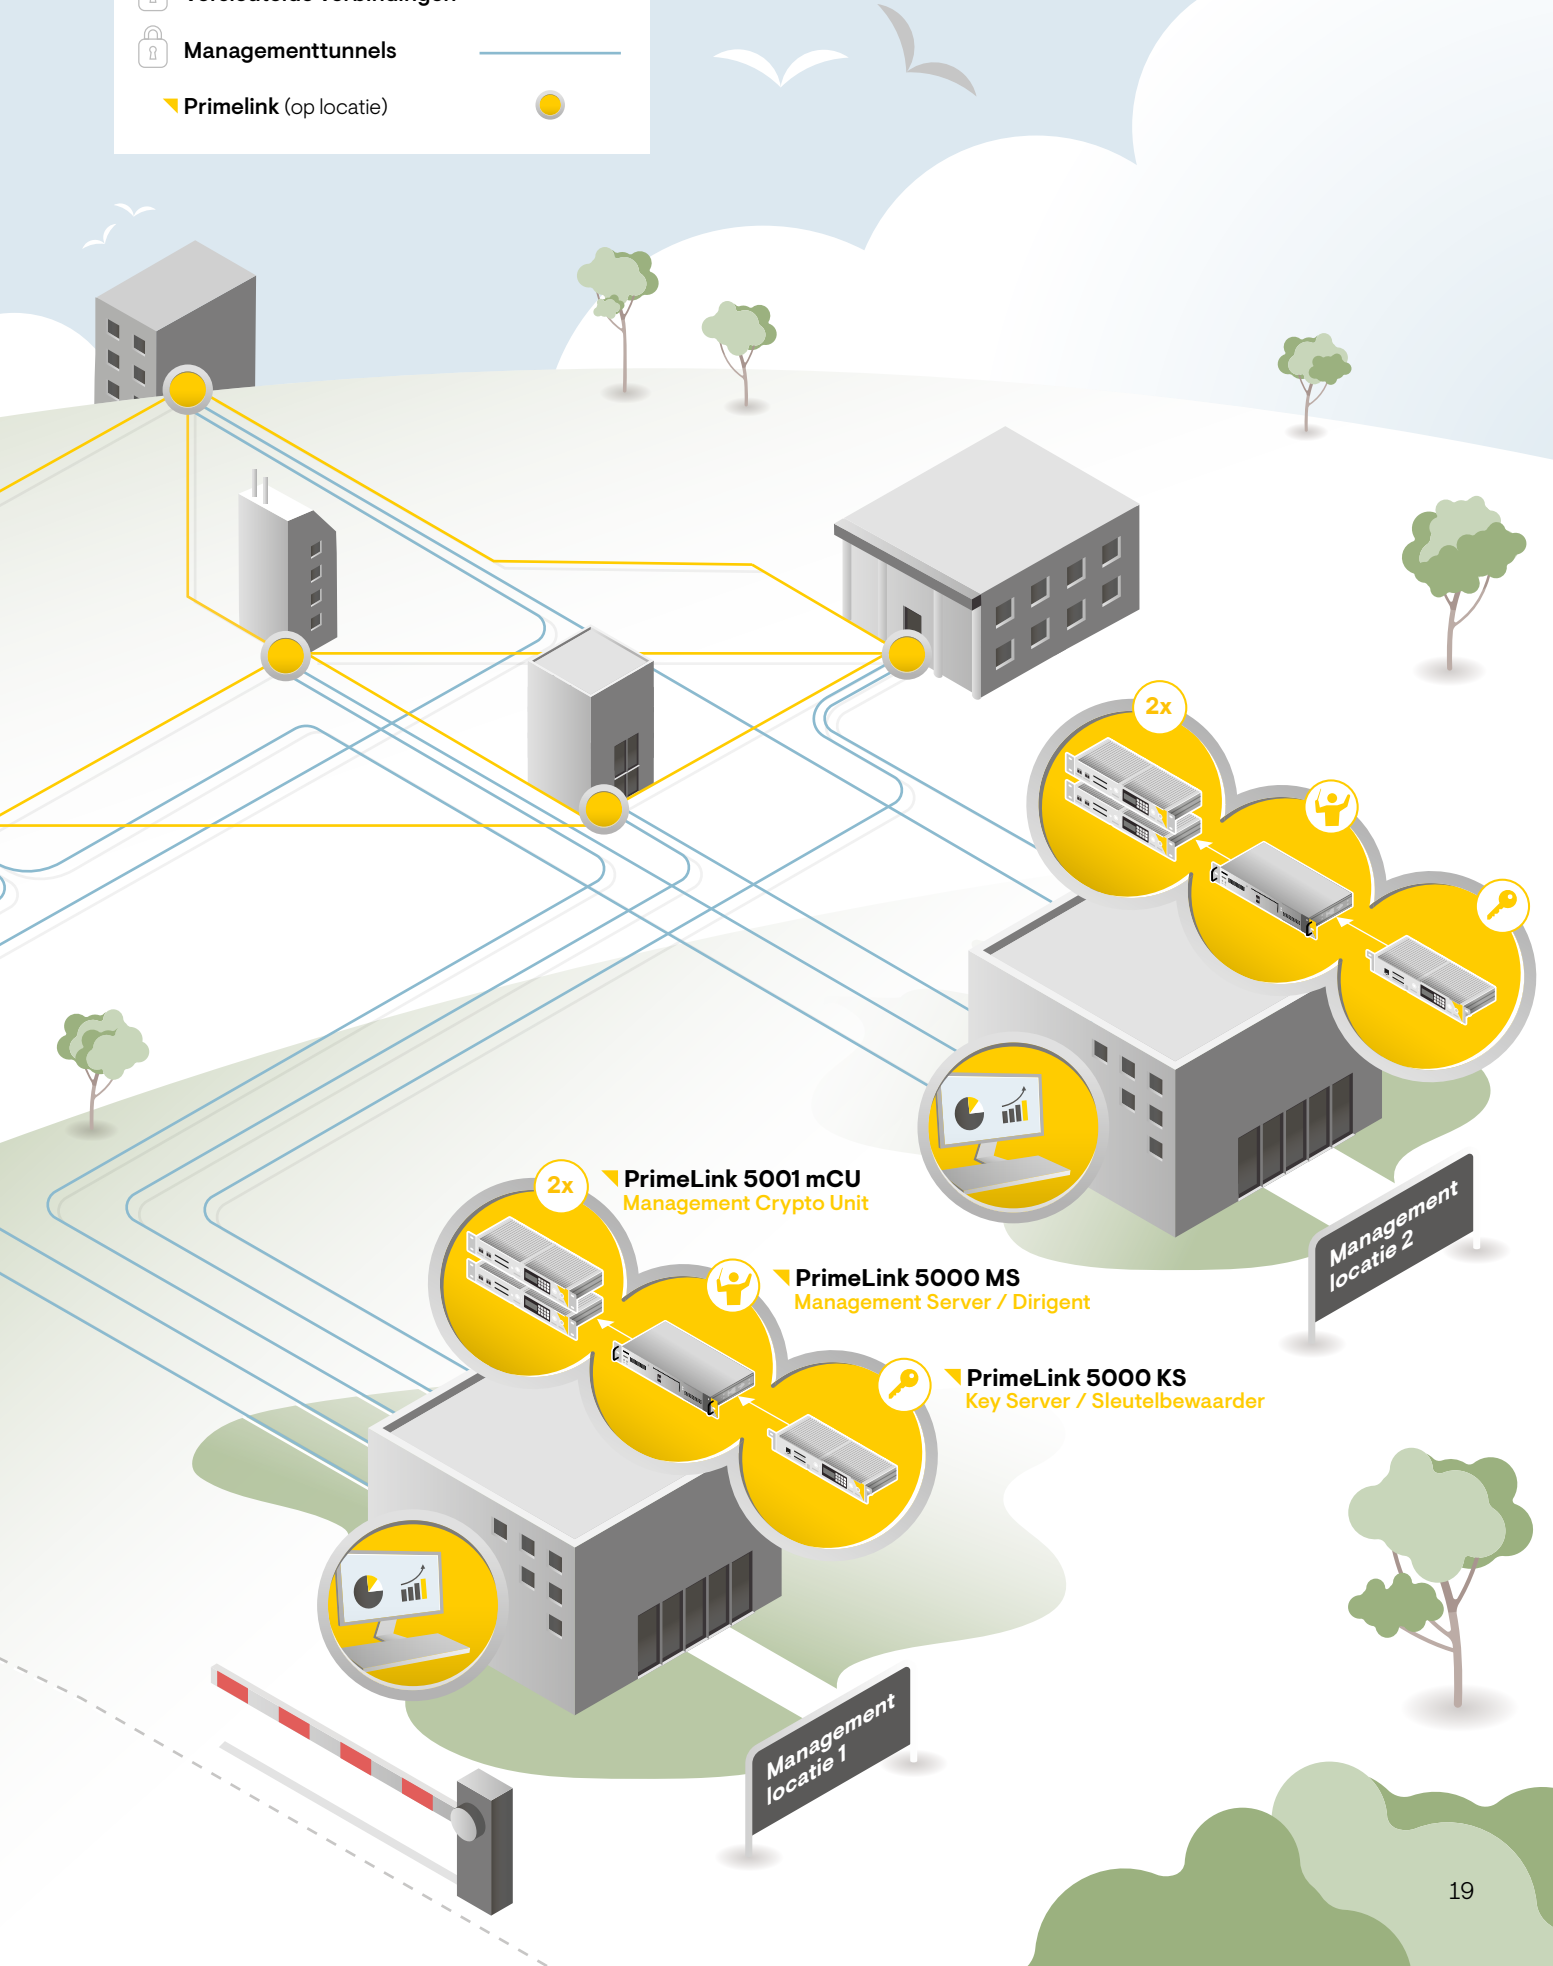 Managementtunnels
Primelink (op locatie)
2x
2x
PrimeLink 5001 mCU
Management Crypto Unit
PrimeLink 5000 MS
Management Server / Dirigent
PrimeLink 5000 KS
Key Server / Sleutelbewaarder
Management
locatie 2
Management
locatie 1
19